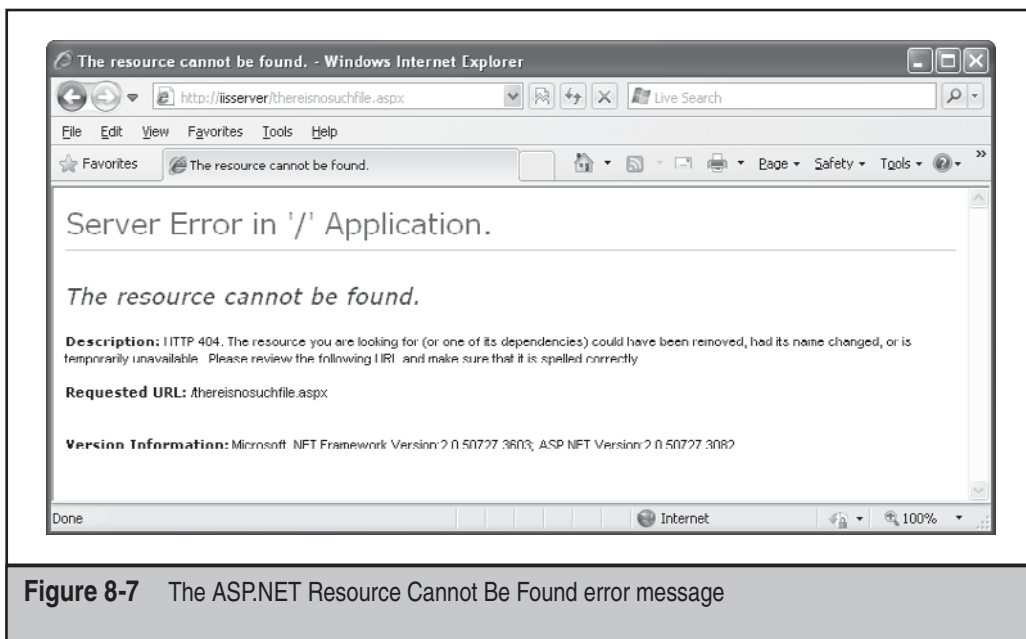 The resource cannot be found. - Windows Internet Explorer
http://iisserver/thereisnosuchfile.aspx
Live Search
File Edit View Favorites Tools Help
Favorites
The resource cannot be found.
Page Safety Tools
Server Error in '/' Application.
The resource cannot be found.
Description: HTTP 404. The resource you are looking for (or one of its dependencies) could have been removed, had its name changed, or is
temporarily unavailable. Please review the following URL and make sure that it is spelled correctly
Requested URL: /thereisnosuchfile.aspx
Version Information: Microsoft .NET Framework Version:2.0.50727.3603; ASP.NET Version:2.0.50727.3082
Done
Internet
100%
Figure 8-7 The ASP.NET Resource Cannot Be Found error message